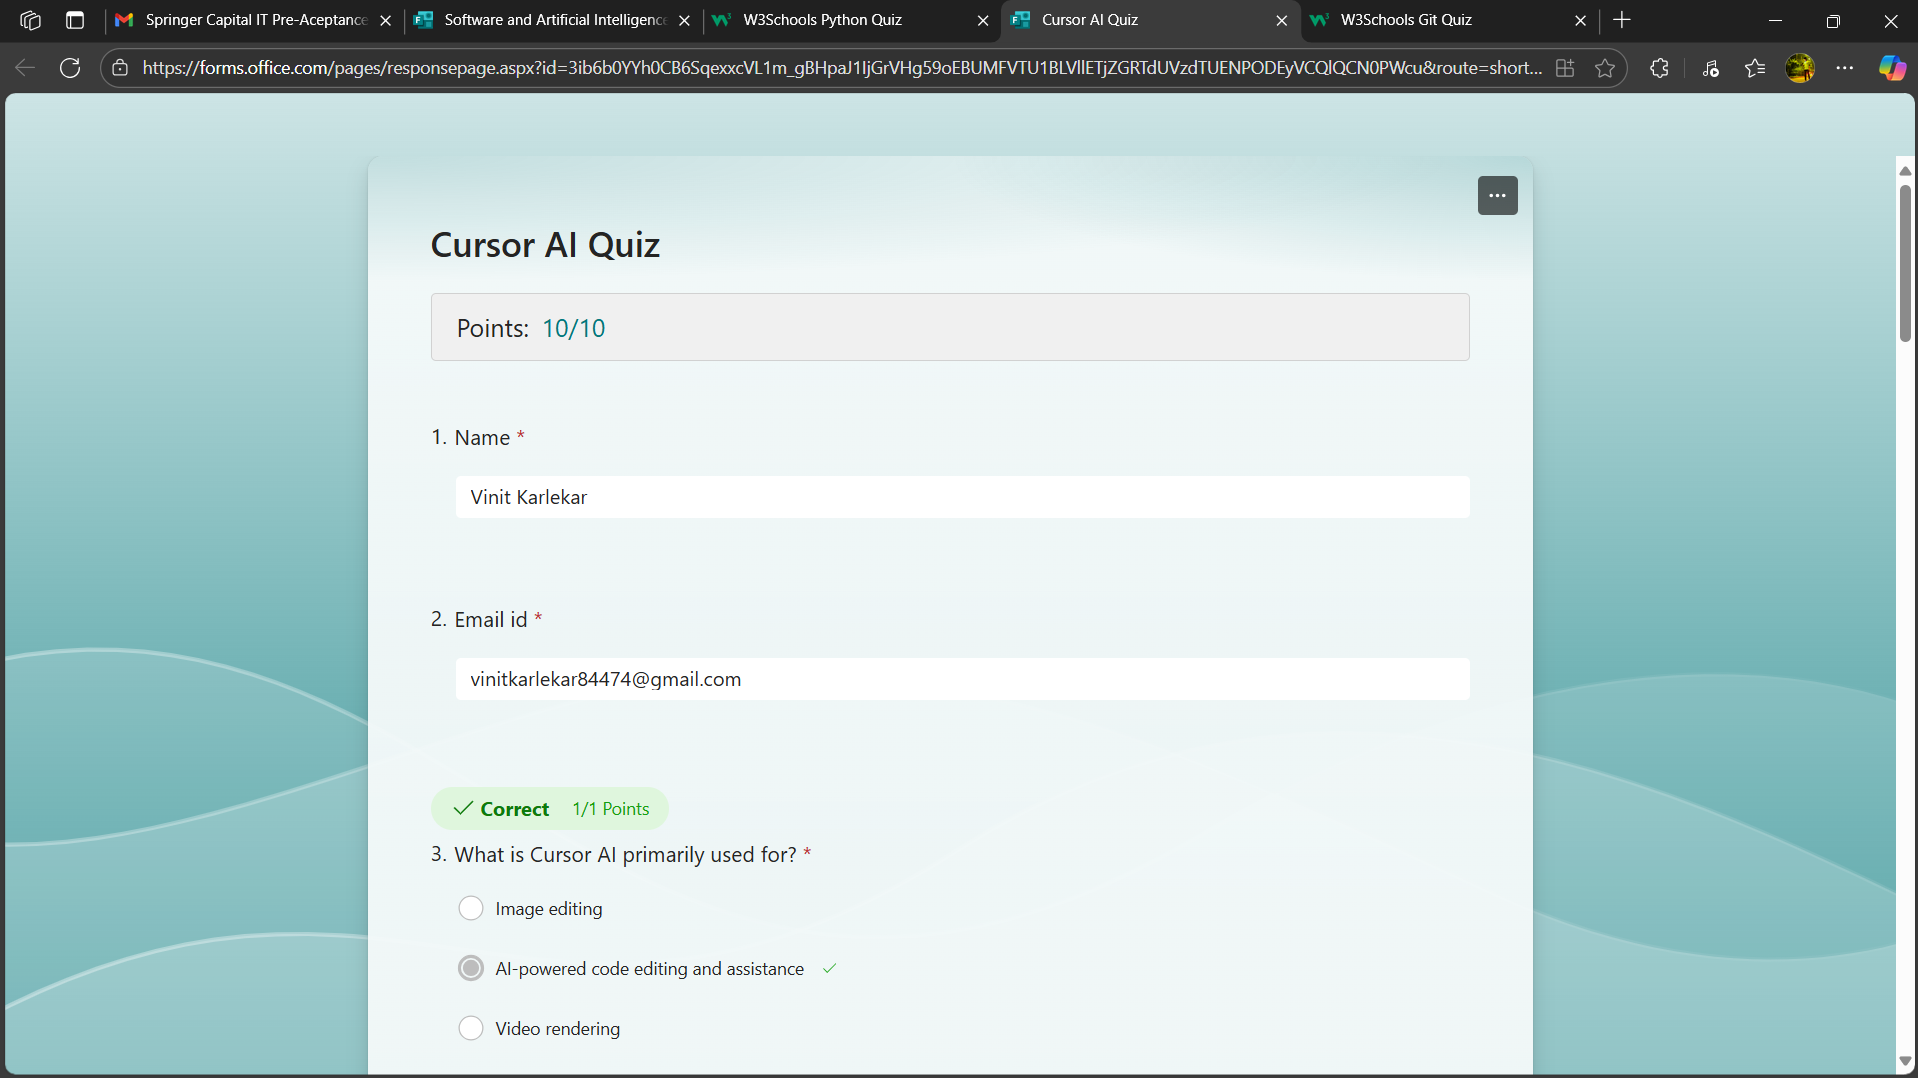 Springer Capital IT Pre-Aceptance
Software and Artificial Intelligence
W3Schools Python Quiz
Cursor AI Quiz
W3Schools Git Quiz
https://forms.office.com/pages/responsepage.aspx?id=3ib6b0YYh0CB6SqexxcVL1m_gBHpaJ1IjGrVHg59oEBUMFVTU1BLVllETjZGRTdUVzdTUENPODEyVCQlQCN0PWcu&route=short...
Cursor AI Quiz
Points: 10/10
1. Name *
Vinit Karlekar
2. Email id *
vinitkarlekar84474@gmail.com
Correct 1/1 Points
3. What is Cursor AI primarily used for? *
Image editing
AI-powered code editing and assistance
Video rendering